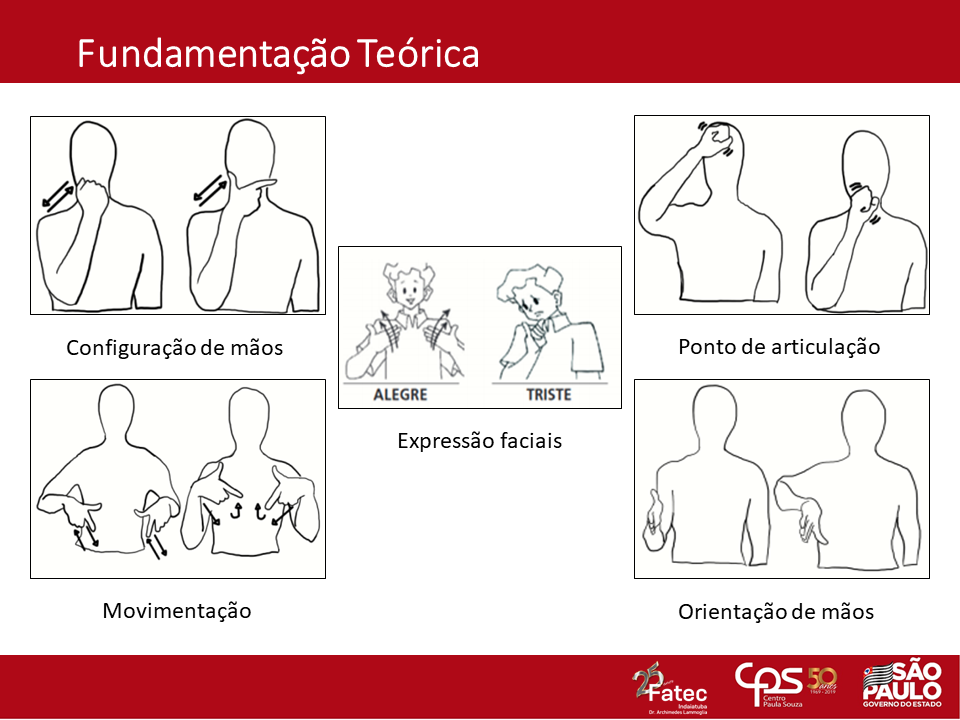 Fundamentação Teórica
Configuração de mãos
Ponto de articulação
ALEGRE
TRISTE
Expressão faciais
Movimentação
Orientação de mãos
25
Fatec
Indaiatuba
Dr. Archimedes Lammoglia
CPS
Centro
Paula Souza
50
anos
1969 - 2019
SÃO
PAULO
GOVERNO DO ESTADO